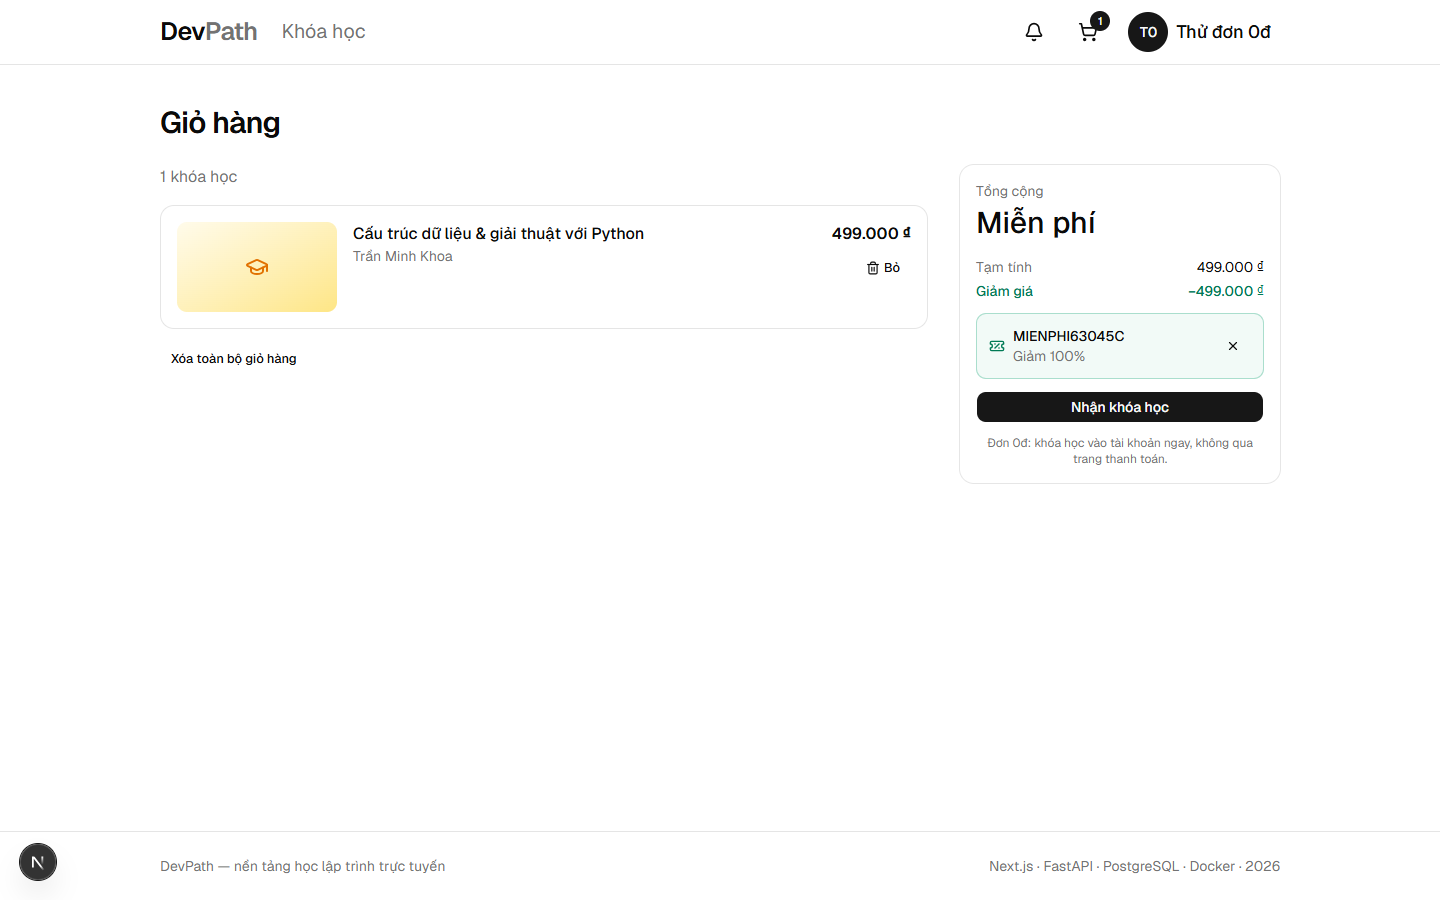 DevPath Khóa học
1
TO Thử đơn 0đ
Giỏ hàng
1 khóa học
Cấu trúc dữ liệu & giải thuật với Python
499.000 ₫
Trần Minh Khoa
Bỏ
Xóa toàn bộ giỏ hàng
Tổng cộng
Miễn phí
Tạm tính 499.000 ₫
Giảm giá −499.000 ₫
MIENPHI63045C
Giảm 100%
Nhận khóa học
Đơn 0đ: khóa học vào tài khoản ngay, không qua
trang thanh toán.
N
DevPath — nền tảng học lập trình trực tuyến
Next.js · FastAPI · PostgreSQL · Docker · 2026